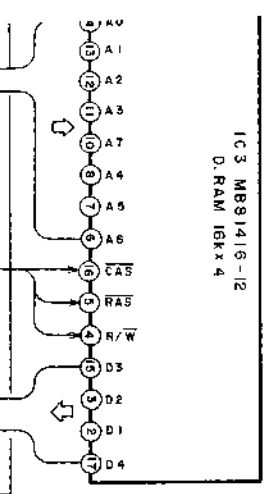 A0
13 A1
12 A2
11 A3
10 A7
8 A4
7 A5
6 A6
16 CAS
5 RAS
4 R/W
15 D3
3 D2
2 D1
17 D4
IC3 MB81416-12
D.RAM 16k×4